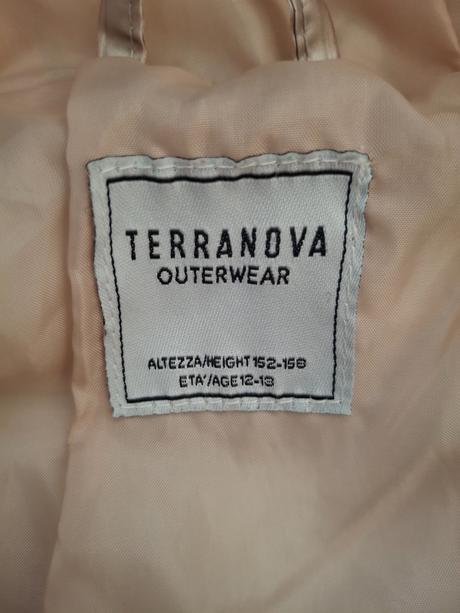 TERRANOVA
OUTERWEAR
ALTEZZA/HEIGHT 152-158
ETA'/AGE 12-13